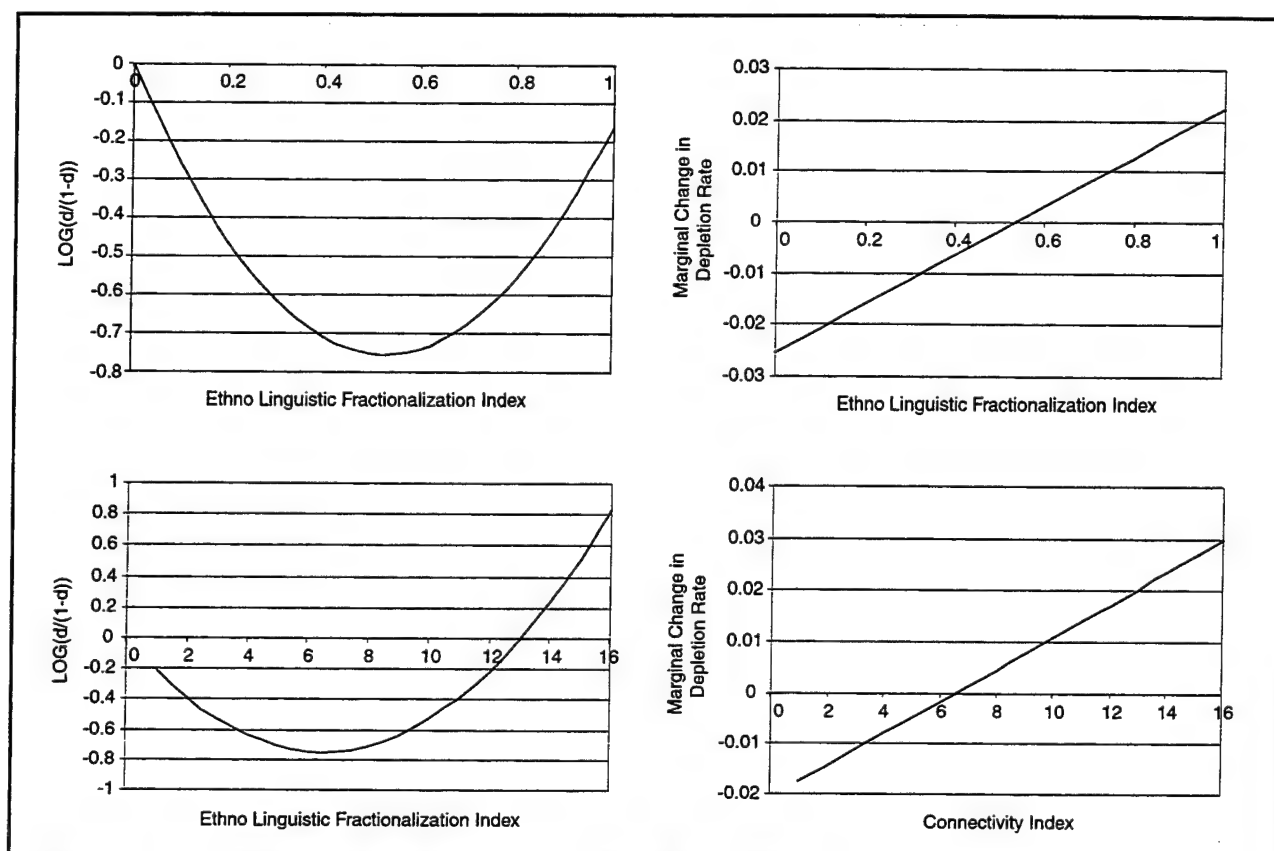 0
-0.1
-0.2
-0.3
-0.4
-0.5
-0.6
-0.7
-0.8
0 0.2 0.4 0.6 0.8 1
LOG(d/(1-d))
Ethno Linguistic Fractionalization Index
0.03
0.02
0.01
0
-0.01
-0.02
-0.03
0 0.2 0.4 0.6 0.8 1
Marginal Change in
Depletion Rate
Ethno Linguistic Fractionalization Index
1
0.8
0.6
0.4
0.2
0
-0.2
-0.4
-0.6
-0.8
-1
0 2 4 6 8 10 12 14 16
LOG(d/(1-d))
Ethno Linguistic Fractionalization Index
0.04
0.03
0.02
0.01
0
-0.01
-0.02
0 2 4 6 8 10 12 14 16
Marginal Change in
Depletion Rate
Connectivity Index